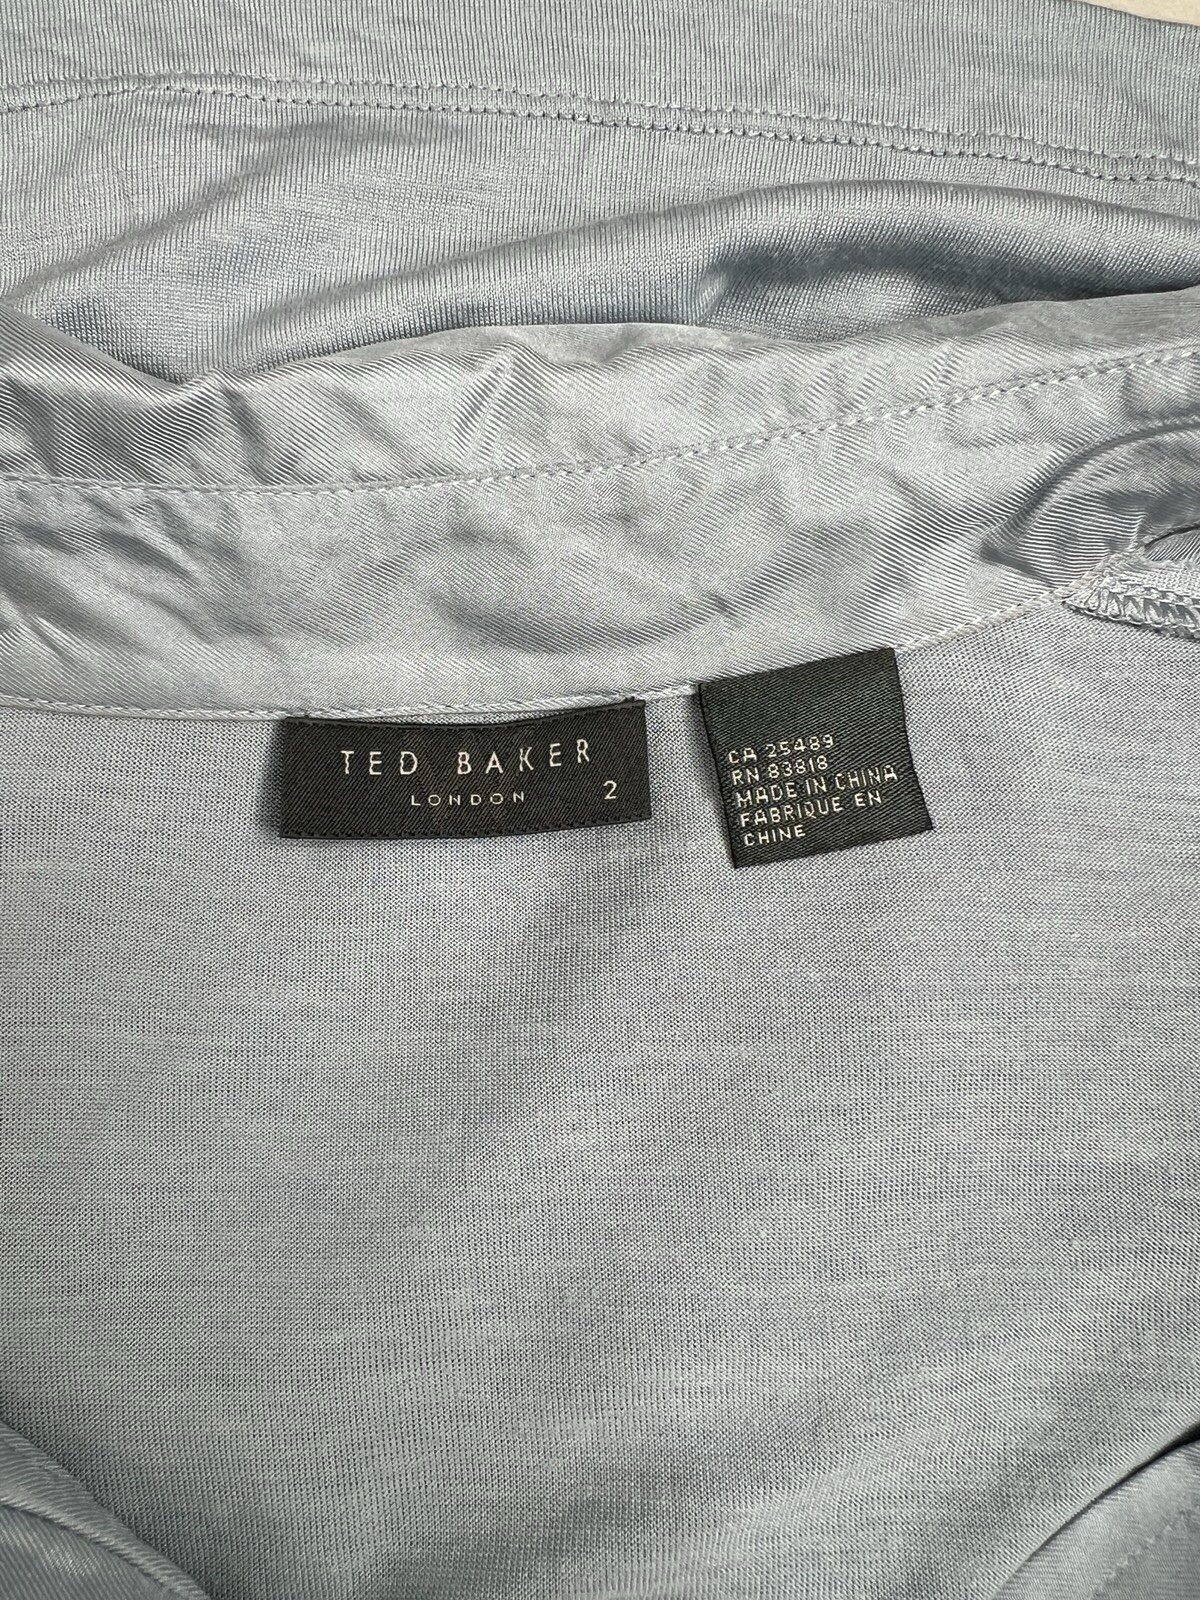 TED BAKER
LONDON
2
CA 25489
RN 83818
MADE IN CHINA
FABRIQUE EN
CHINE